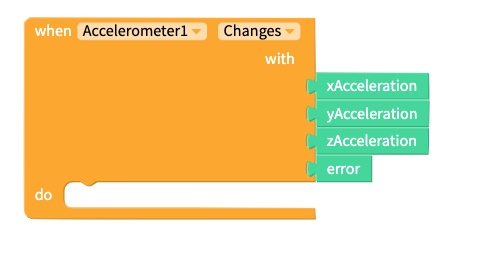 when Accelerometer1 Changes
with
xAcceleration
yAcceleration
zAcceleration
error
do